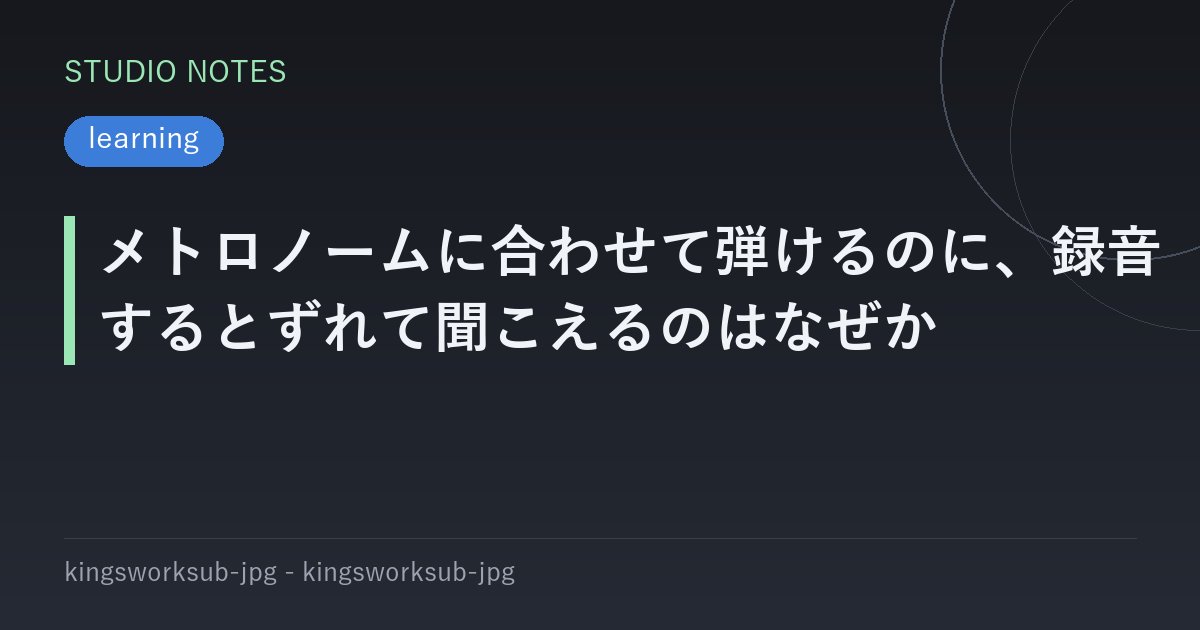 STUDIO NOTES
learning
メトロノームに合わせて弾けるのに、録音
するとずれて聞こえるのはなぜか
kingsworksub-jpg - kingsworksub-jpg